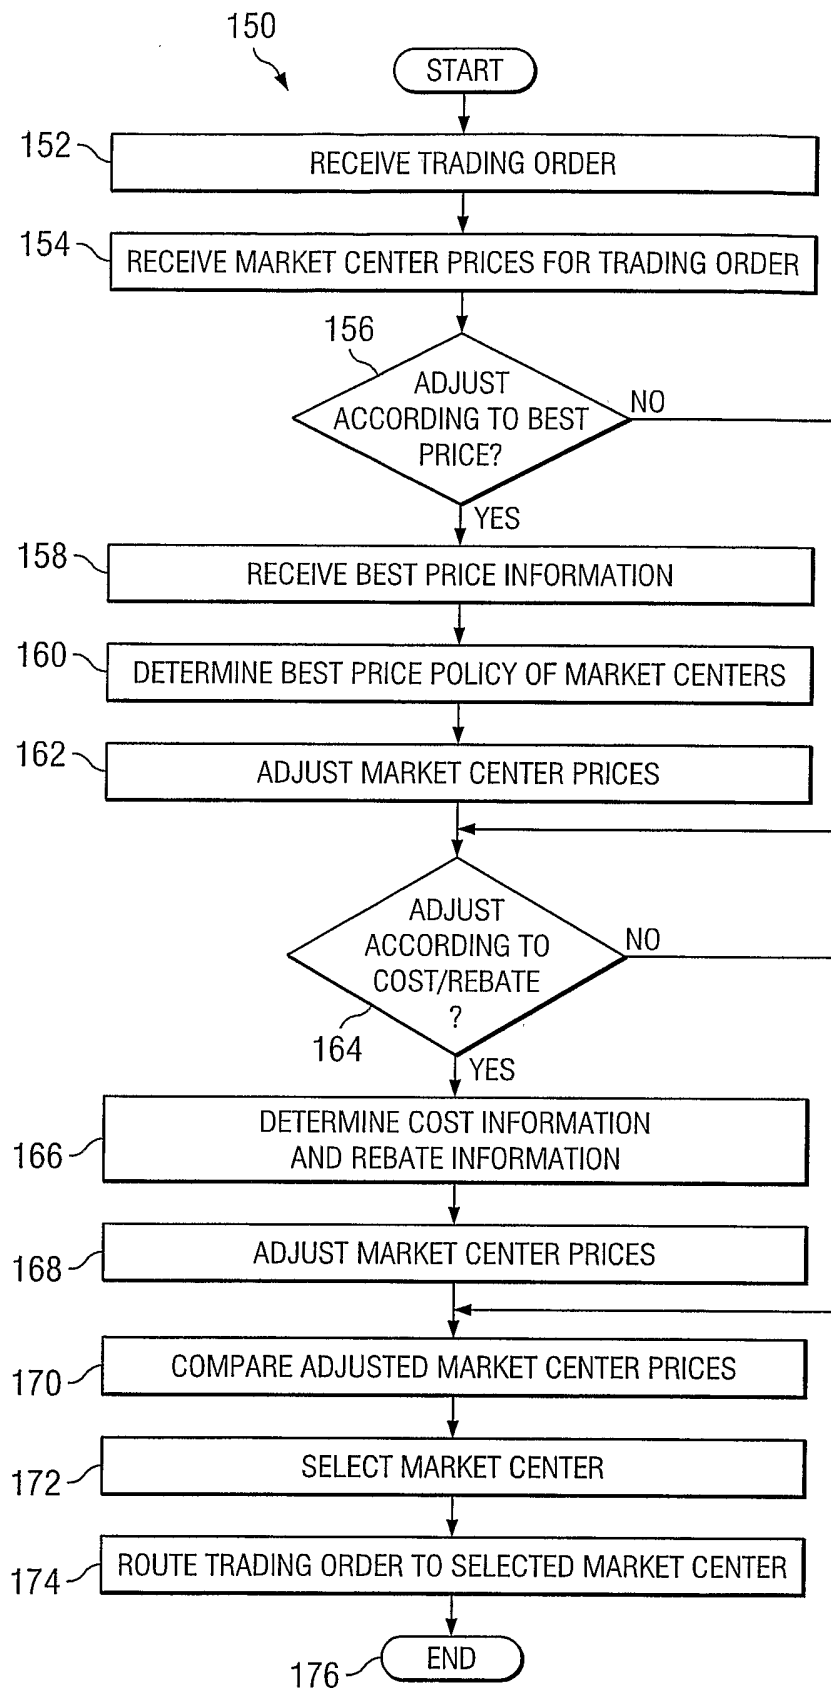 150
START
152
RECEIVE TRADING ORDER
154
RECEIVE MARKET CENTER PRICES FOR TRADING ORDER
156
ADJUST
ACCORDING TO BEST
PRICE?
NO
YES
158
RECEIVE BEST PRICE INFORMATION
160
DETERMINE BEST PRICE POLICY OF MARKET CENTERS
162
ADJUST MARKET CENTER PRICES
ADJUST
ACCORDING TO
COST/REBATE
?
NO
164
YES
DETERMINE COST INFORMATION
AND REBATE INFORMATION
166
ADJUST MARKET CENTER PRICES
168
COMPARE ADJUSTED MARKET CENTER PRICES
170
SELECT MARKET CENTER
172
ROUTE TRADING ORDER TO SELECTED MARKET CENTER
174
END
176